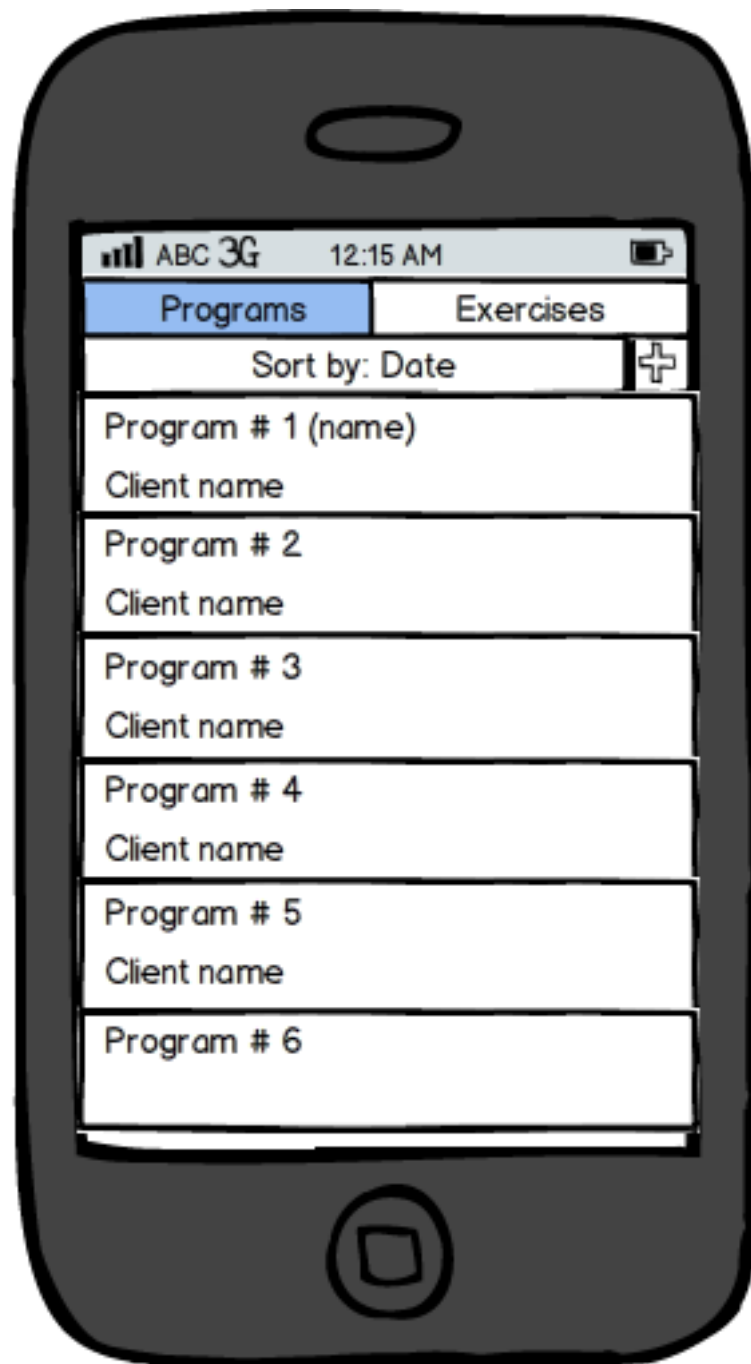 ABC 3G 12:15 AM
Programs Exercises
Sort by: Date
Program # 1 (name)
Client name
Program # 2
Client name
Program # 3
Client name
Program # 4
Client name
Program # 5
Client name
Program # 6